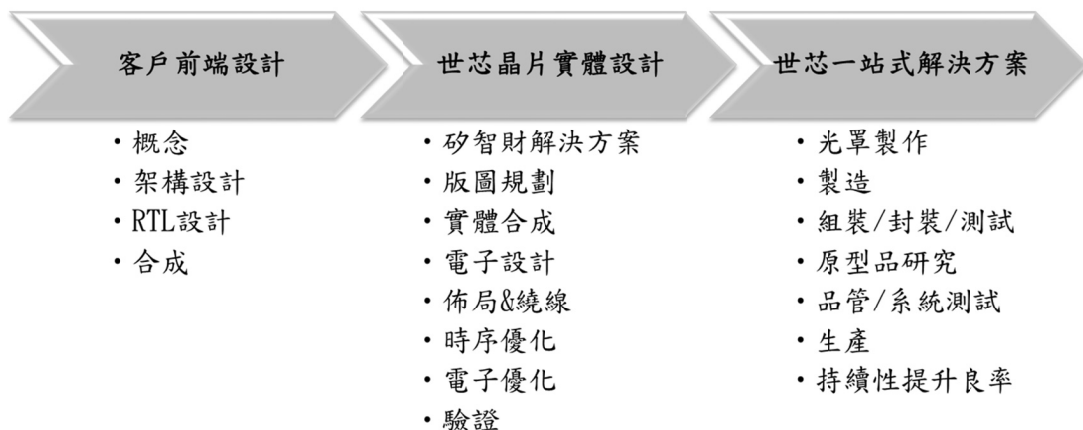 客戶前端設計
• 概念
• 架構設計
• RTL設計
• 合成
世芯晶片實體設計
• 矽智財解決方案
• 版圖規劃
• 實體合成
• 電子設計
• 佈局&繞線
• 時序優化
• 電子優化
• 驗證
世芯一站式解決方案
• 光罩製作
• 製造
• 組裝/封裝/測試
• 原型品研究
• 品管/系統測試
• 生產
• 持續性提升良率